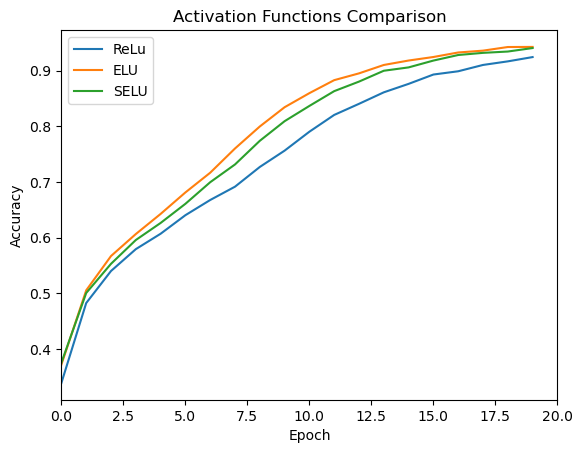 Activation Functions Comparison
ReLu
ELU
SELU
Accuracy
0.9
0.8
0.7
0.6
0.5
0.4
0.0 2.5 5.0 7.5 10.0 12.5 15.0 17.5 20.0
Epoch